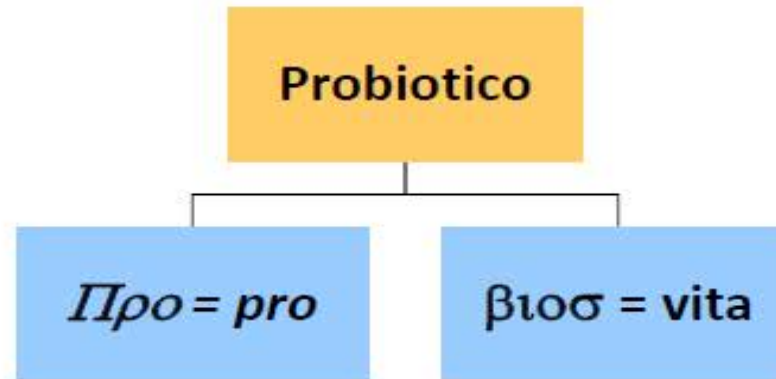 Probiotico
Προ = pro
βιοσ = vita